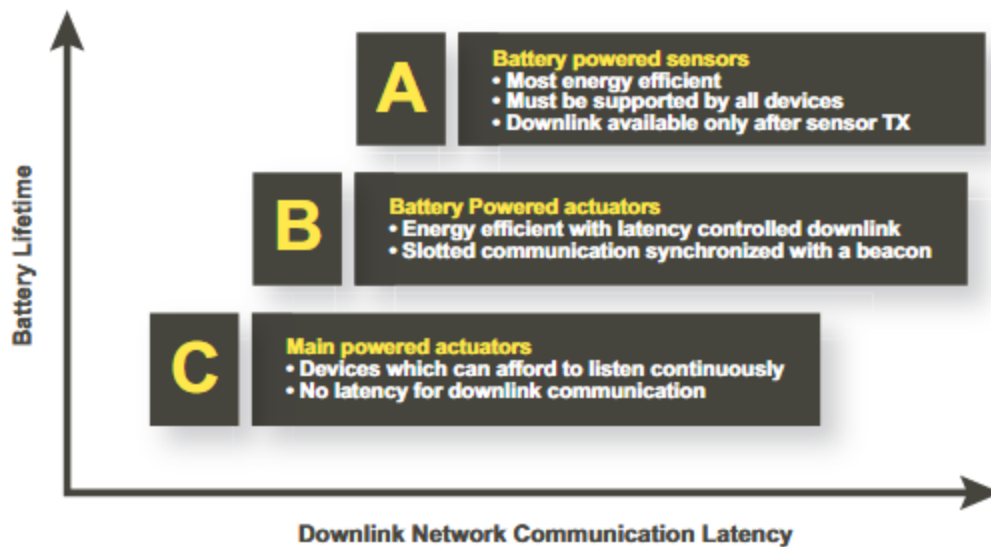 Battery Lifetime
A
Battery powered sensors
• Most energy efficient
• Must be supported by all devices
• Downlink available only after sensor TX
B
Battery Powered actuators
• Energy efficient with latency controlled downlink
• Slotted communication synchronized with a beacon
C
Main powered actuators
• Devices which can afford to listen continuously
• No latency for downlink communication
Downlink Network Communication Latency